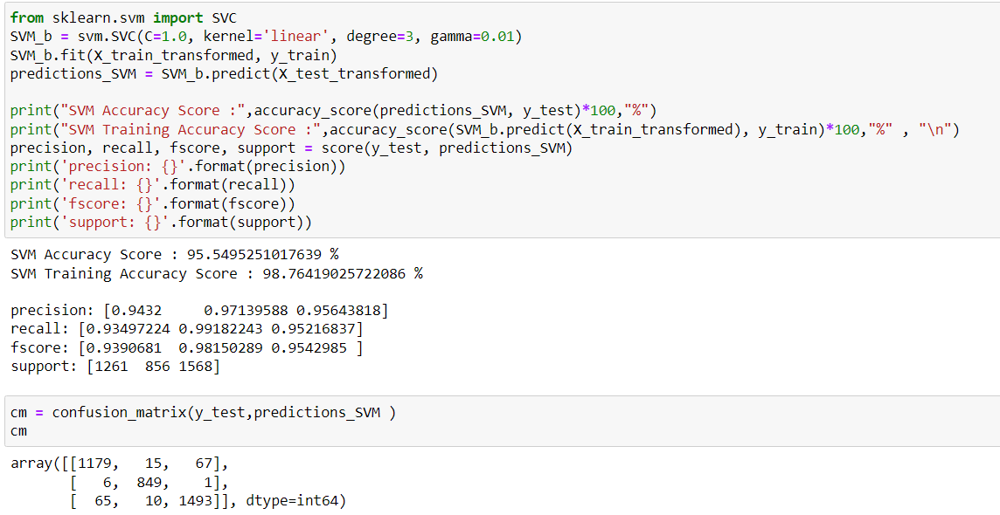 from sklearn.svm import SVC
SVM_b = svm.SVC(C=1.0, kernel='linear', degree=3, gamma=0.01)
SVM_b.fit(X_train_transformed, y_train)
predictions_SVM = SVM_b.predict(X_test_transformed)

print("SVM Accuracy Score :",accuracy_score(predictions_SVM, y_test)*100,"%")
print("SVM Training Accuracy Score :",accuracy_score(SVM_b.predict(X_train_transformed), y_train)*100,"%" , "\n")
precision, recall, fscore, support = score(y_test, predictions_SVM)
print('precision: {}'.format(precision))
print('recall: {}'.format(recall))
print('fscore: {}'.format(fscore))
print('support: {}'.format(support))
SVM Accuracy Score : 95.5495251017639 %
SVM Training Accuracy Score : 98.76419025722086 %

precision: [0.9432     0.97139588 0.95643818]
recall: [0.93497224 0.99182243 0.95216837]
fscore: [0.9390681  0.98150289 0.9542985 ]
support: [1261  856 1568]
cm = confusion_matrix(y_test,predictions_SVM )
cm
array([[1179,   15,   67],
       [   6,  849,    1],
       [  65,   10, 1493]], dtype=int64)